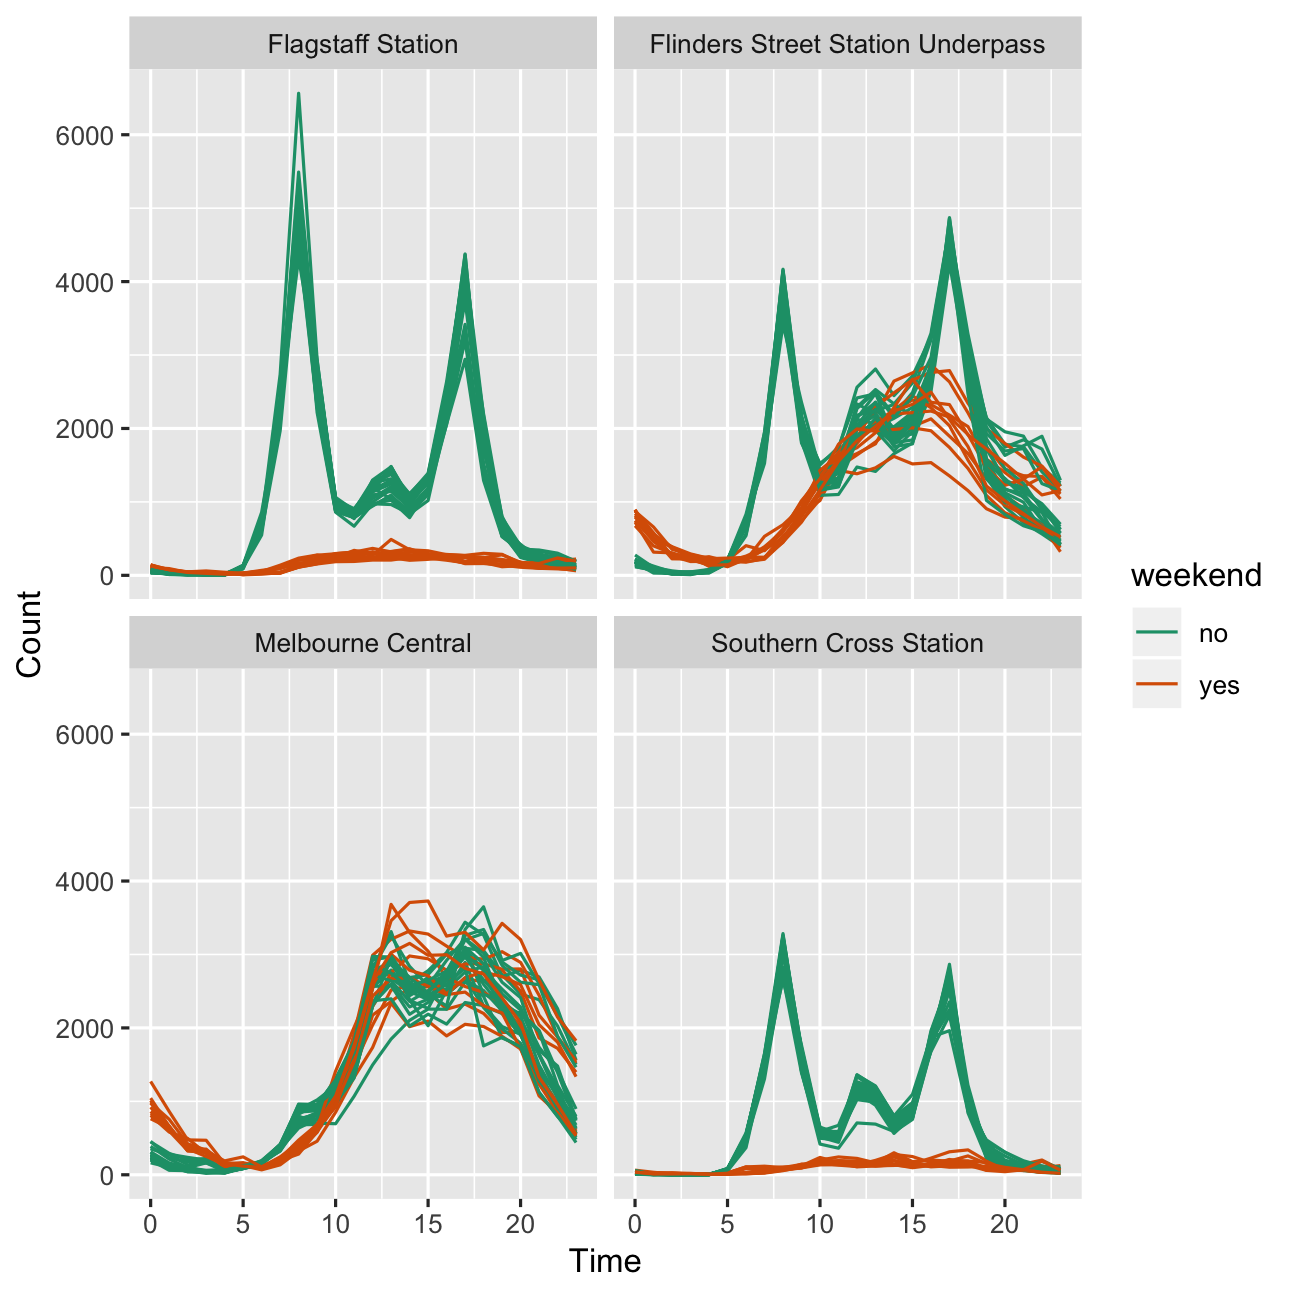 Flagstaff Station
Flinders Street Station Underpass
6000
4000
2000
0
Melbourne Central
Southern Cross Station
6000
4000
2000
0
0 5 10 15 20
0 5 10 15 20
Time
Count
weekend
no
yes